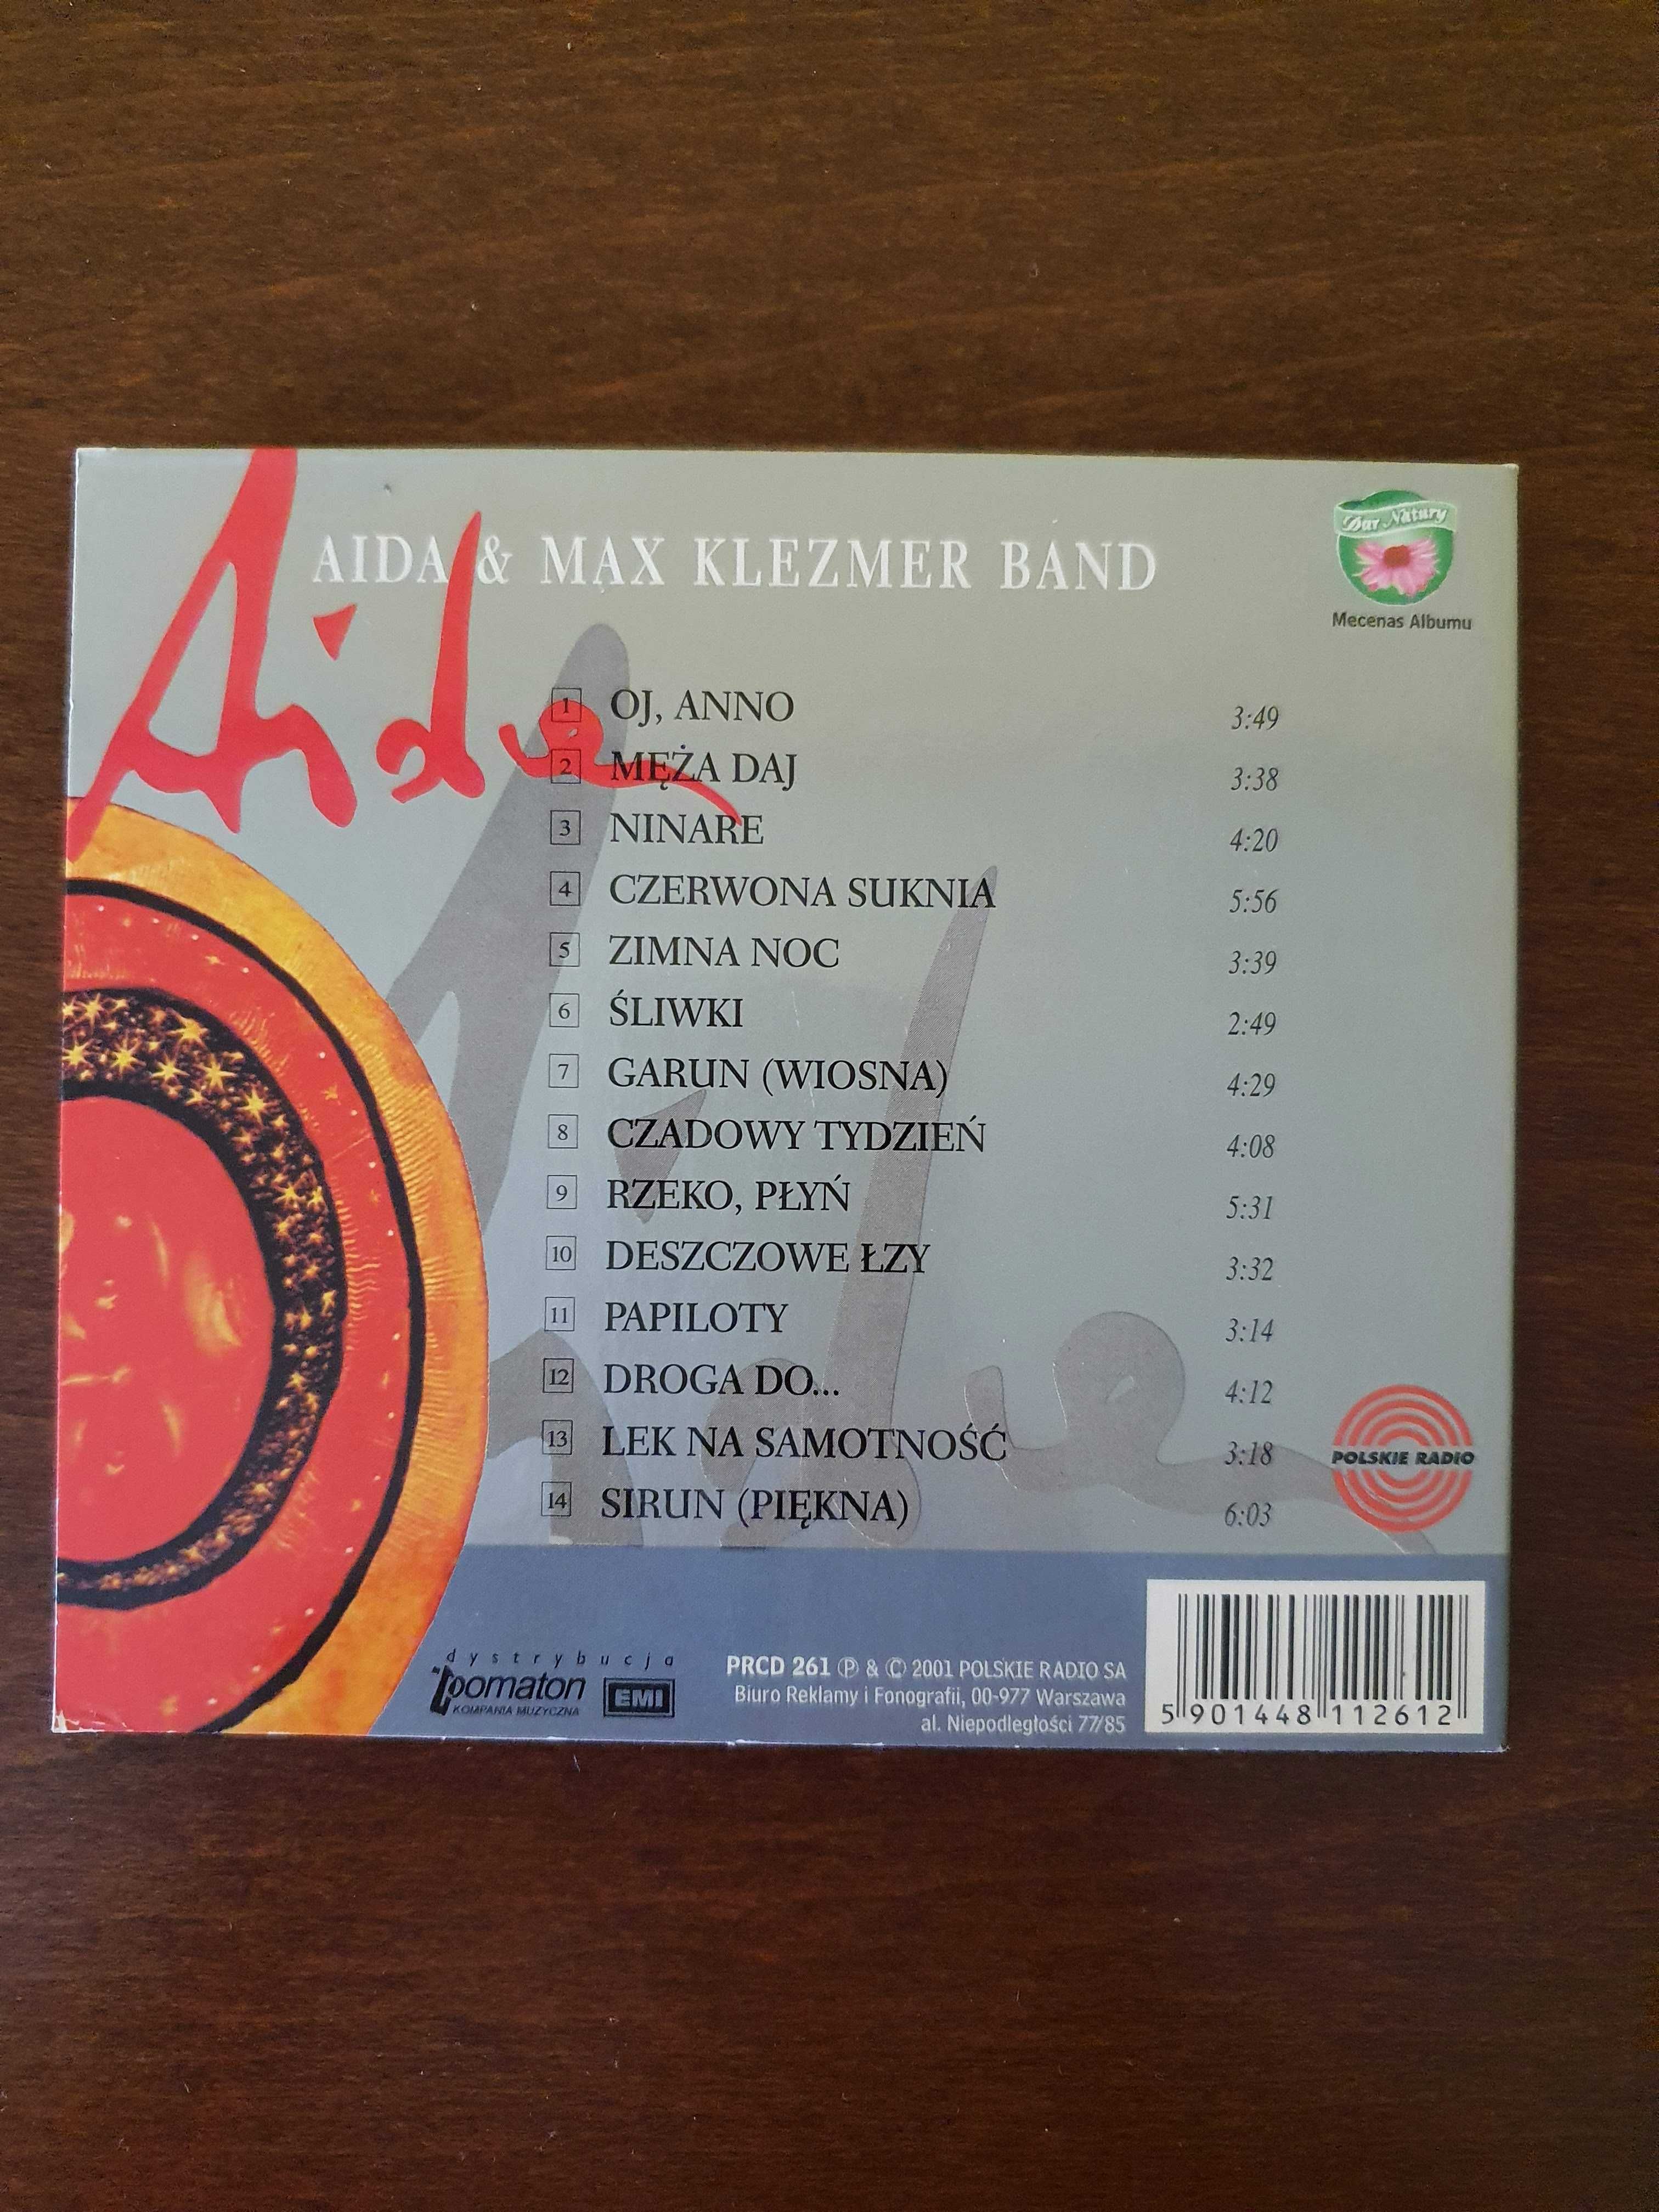 Aida
AIDA & MAX KLEZMER BAND
Dar Natury
Mecenas Albumu
1 OJ, ANNO 3:49
2 MĘŻA DAJ 3:38
3 NINARE 4:20
4 CZERWONA SUKNIA 5:56
5 ZIMNA NOC 3:39
6 ŚLIWKI 2:49
7 GARUN (WIOSNA) 4:29
8 CZADOWY TYDZIEŃ 4:08
9 RZEKO, PŁYŃ 5:31
10 DESZCZOWE ŁZY 3:32
11 PAPILOTY 3:14
12 DROGA DO... 4:12
13 LEK NA SAMOTNOŚĆ 3:18
14 SIRUN (PIĘKNA) 6:03
POLSKIE RADIO
dystrybucja
pomaton EMI
KOMPANIA MUZYCZNA
PRCD 261 Ⓟ & © 2001 POLSKIE RADIO SA
Biuro Reklamy i Fonografii, 00-977 Warszawa
al. Niepodległości 77/85
5 901448 112612